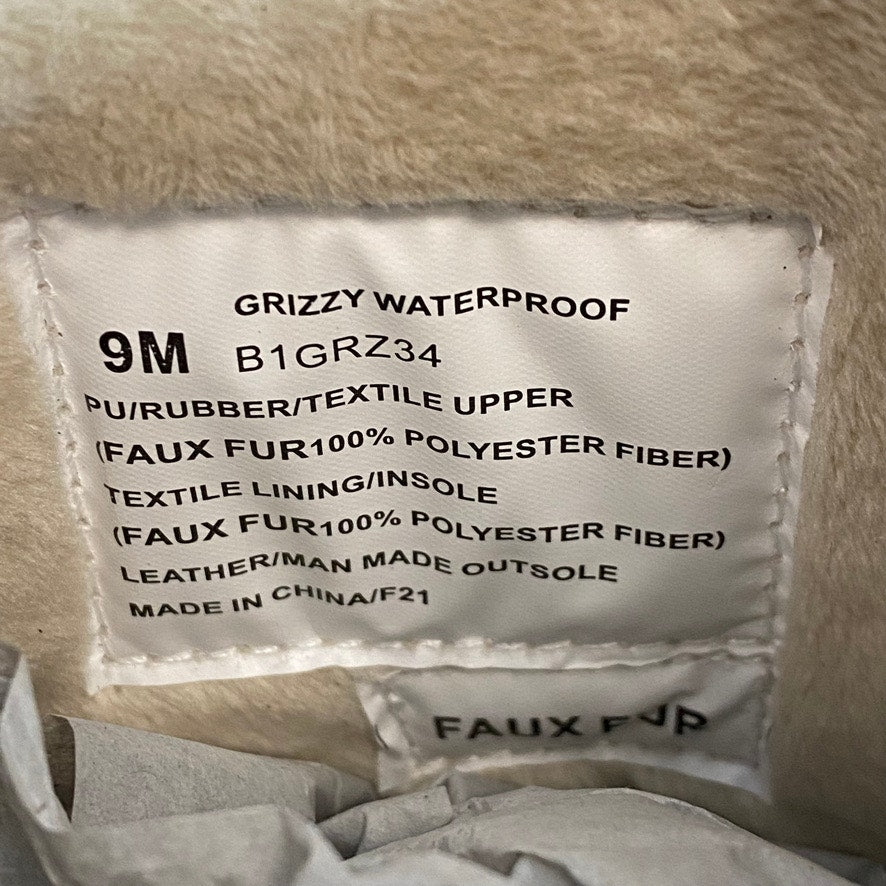 GRIZZY WATERPROOF
9M B1GRZ34
PU/RUBBER/TEXTILE UPPER
(FAUX FUR100% POLYESTER FIBER)
TEXTILE LINING/INSOLE
(FAUX FUR100% POLYESTER FIBER)
LEATHER/MAN MADE OUTSOLE
MADE IN CHINA/F21
FAUX FUR